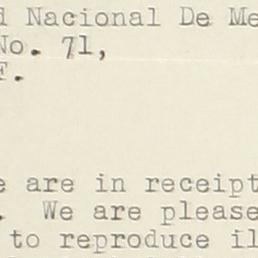 d Nacional De Me
No. 71,
F.
e are in receipt
. We are please
to reproduce il